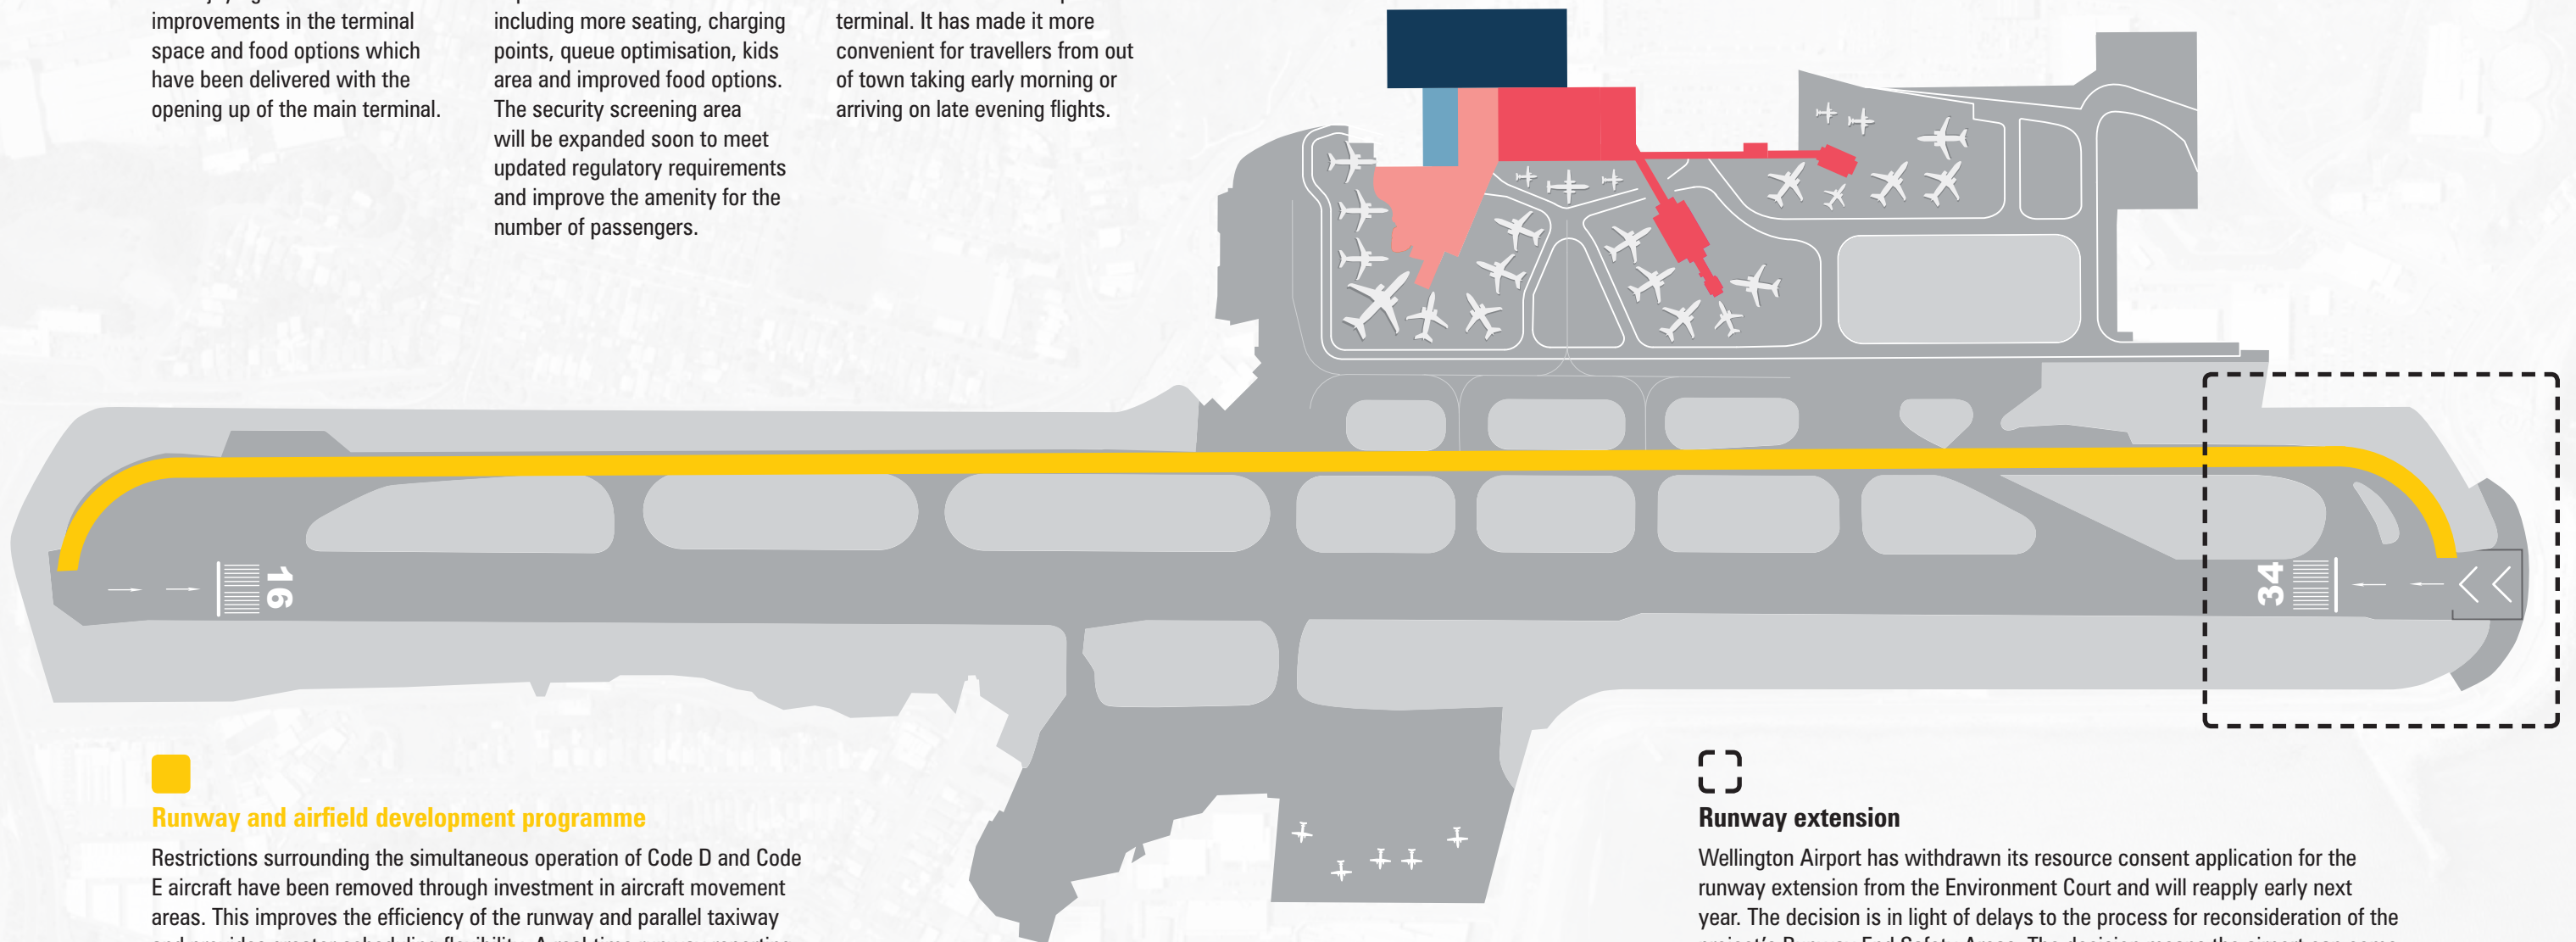 improvements in the terminal
space and food options which
have been delivered with the
opening up of the main terminal.
including more seating, charging
points, queue optimisation, kids
area and improved food options.
The security screening area
will be expanded soon to meet
updated regulatory requirements
and improve the amenity for the
number of passengers.
terminal. It has made it more
convenient for travellers from out
of town taking early morning or
arriving on late evening flights.
16
34
Runway and airfield development programme
Restrictions surrounding the simultaneous operation of Code D and Code
E aircraft have been removed through investment in aircraft movement
areas. This improves the efficiency of the runway and parallel taxiway
Runway extension
Wellington Airport has withdrawn its resource consent application for the
runway extension from the Environment Court and will reapply early next
year. The decision is in light of delays to the process for reconsideration of the